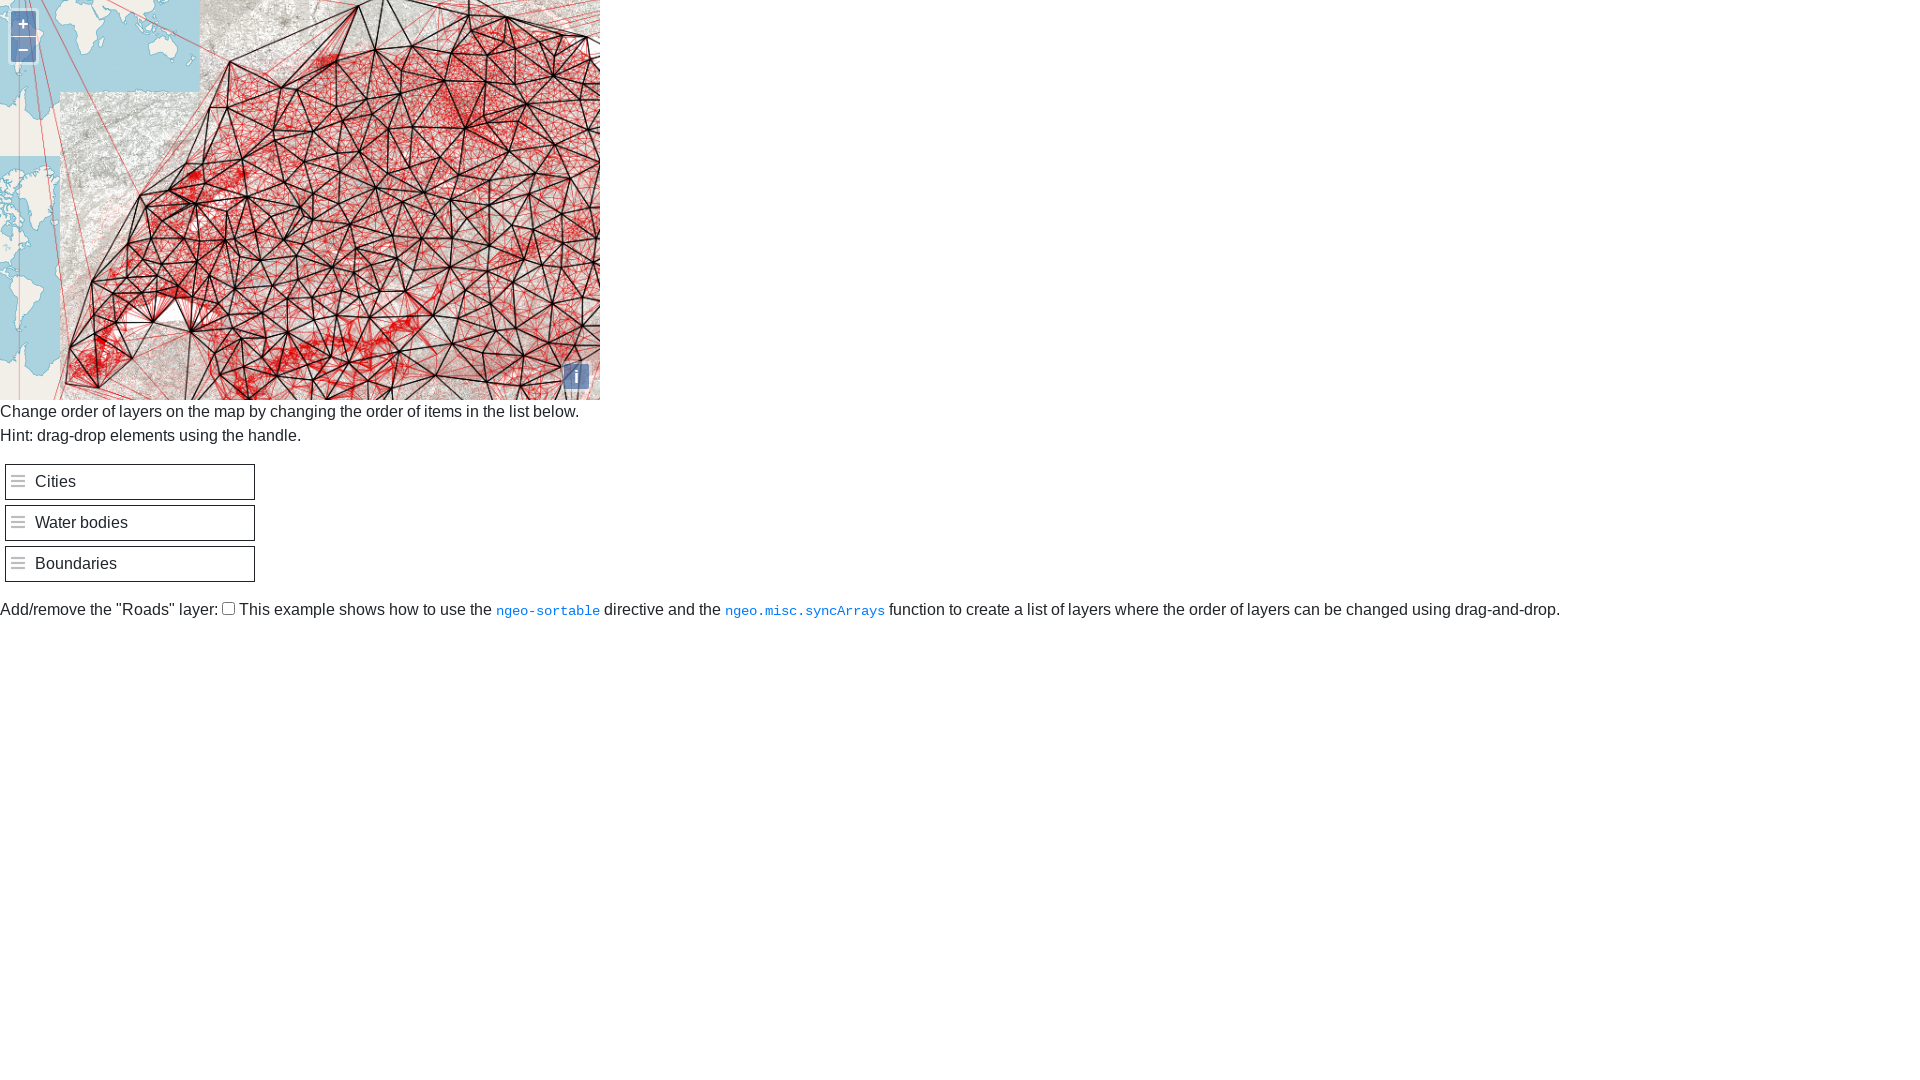 +
−
i
Change order of layers on the map by changing the order of items in the list below.
Hint: drag-drop elements using the handle.
Cities
Water bodies
Boundaries
Add/remove the "Roads" layer: This example shows how to use the ngeo-sortable directive and the ngeo.misc.syncArrays function to create a list of layers where the order of layers can be changed using drag-and-drop.